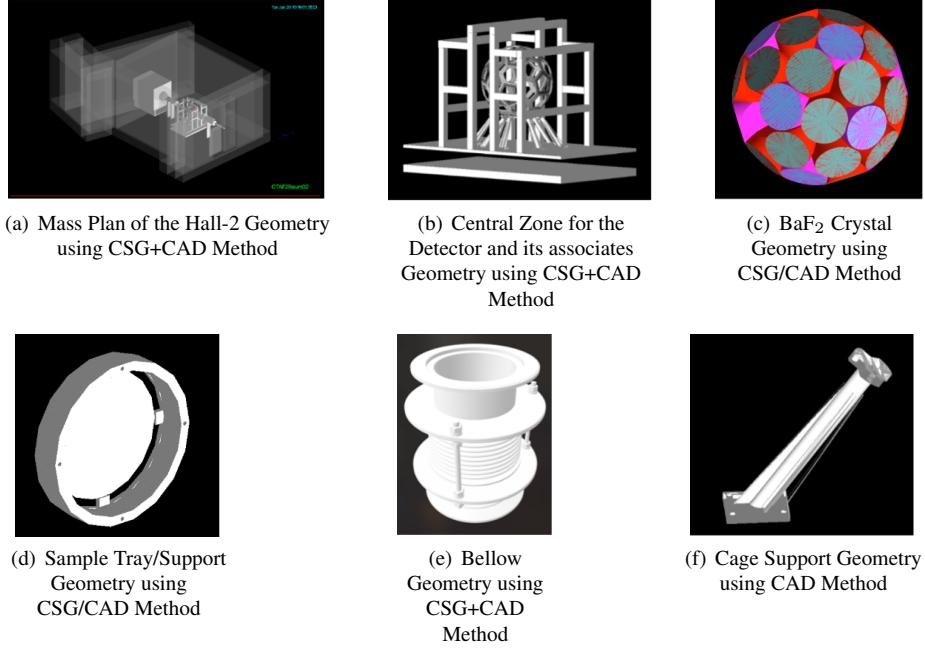 GTAF2Beam02
(a) Mass Plan of the Hall-2 Geometry
using CSG+CAD Method
(b) Central Zone for the
Detector and its associates
Geometry using CSG+CAD
Method
(c) BaF₂ Crystal
Geometry using
CSG/CAD Method
(d) Sample Tray/Support
Geometry using
CSG/CAD Method
(e) Bellow
Geometry using
CSG+CAD
Method
(f) Cage Support Geometry
using CAD Method